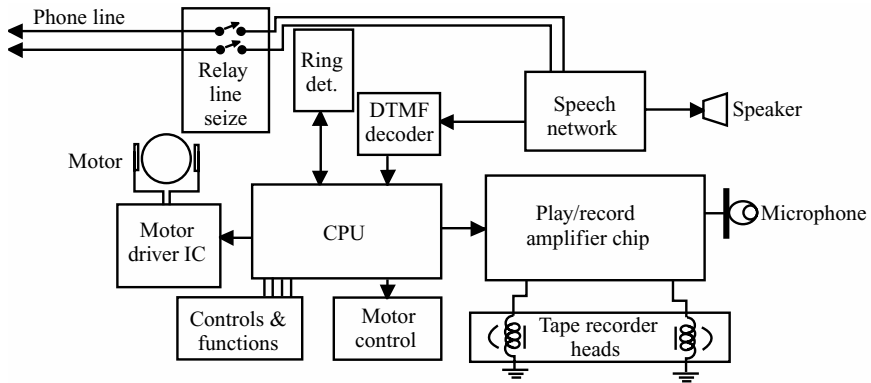 Phone line
Relay
line
seize
Ring
det.
DTMF
decoder
Speech
network
Speaker
Motor
Motor
driver IC
CPU
Play/record
amplifier chip
Microphone
Controls &
functions
Motor
control
Tape recorder
heads